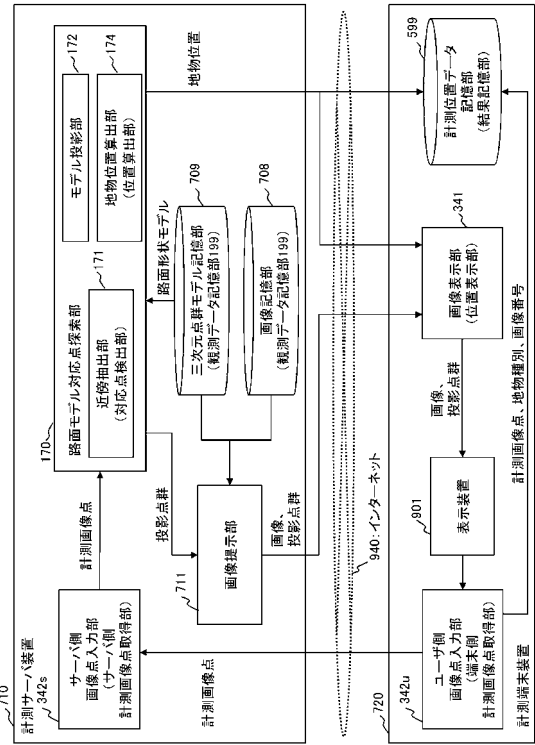 710
計測サーバ装置
342s
サーバ側
画像点入力部
(サーバ側
計測画像点取得部)
計測画像点
170
路面モデル対応点探索部
171
近傍抽出部
(対応点検出部)
172
モデル投影部
174
地物位置算出部
(位置算出部)
路面形状モデル
709
三次元点群モデル記憶部
(観測データ記憶部199)
708
画像記憶部
(観測データ記憶部199)
投影点群
711
画像提示部
画像、
投影点群
計測画像点
地物位置
940:インターネット
720
計測端末装置
342u
ユーザ側
画像点入力部
(端末側
計測画像点取得部)
901
表示装置
画像、
投影点群
341
画像表示部
(位置表示部)
599
計測位置データ
記憶部
(結果記憶部)
計測画像点、地物種別、画像番号